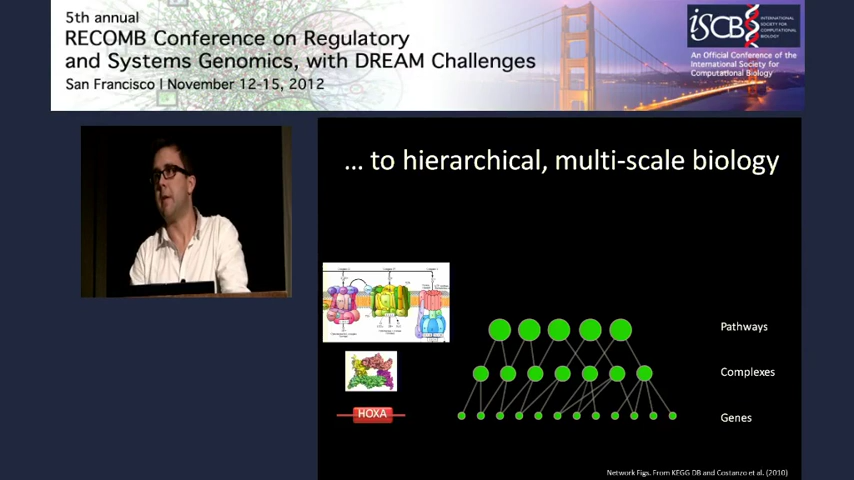 5th annual
RECOMB Conference on Regulatory
and Systems Genomics, with DREAM Challenges
San Francisco | November 12-15, 2012
iSCB
INTERNATIONAL
SOCIETY FOR
COMPUTATIONAL
BIOLOGY
An Official Conference of the
International Society for
Computational Biology
... to hierarchical, multi-scale biology
Pathways
Complexes
HOXA
Genes
Network Figs. From KEGG DB and Costanzo et al. (2010)